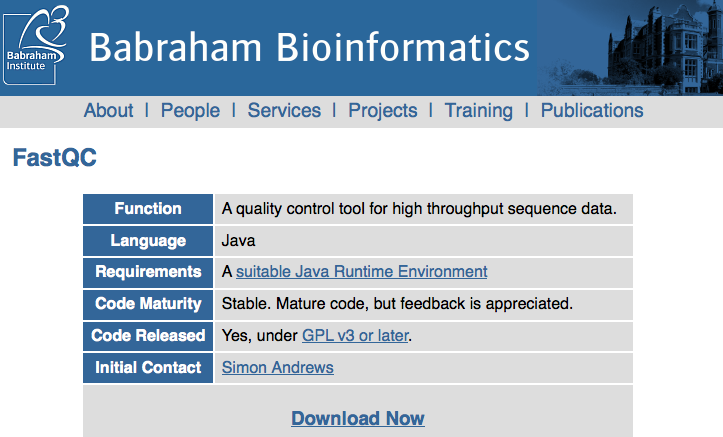 Babraham Institute
Babraham Bioinformatics
About | People | Services | Projects | Training | Publications
FastQC
Function A quality control tool for high throughput sequence data.
Language Java
Requirements A suitable Java Runtime Environment
Code Maturity Stable. Mature code, but feedback is appreciated.
Code Released Yes, under GPL v3 or later.
Initial Contact Simon Andrews
Download Now